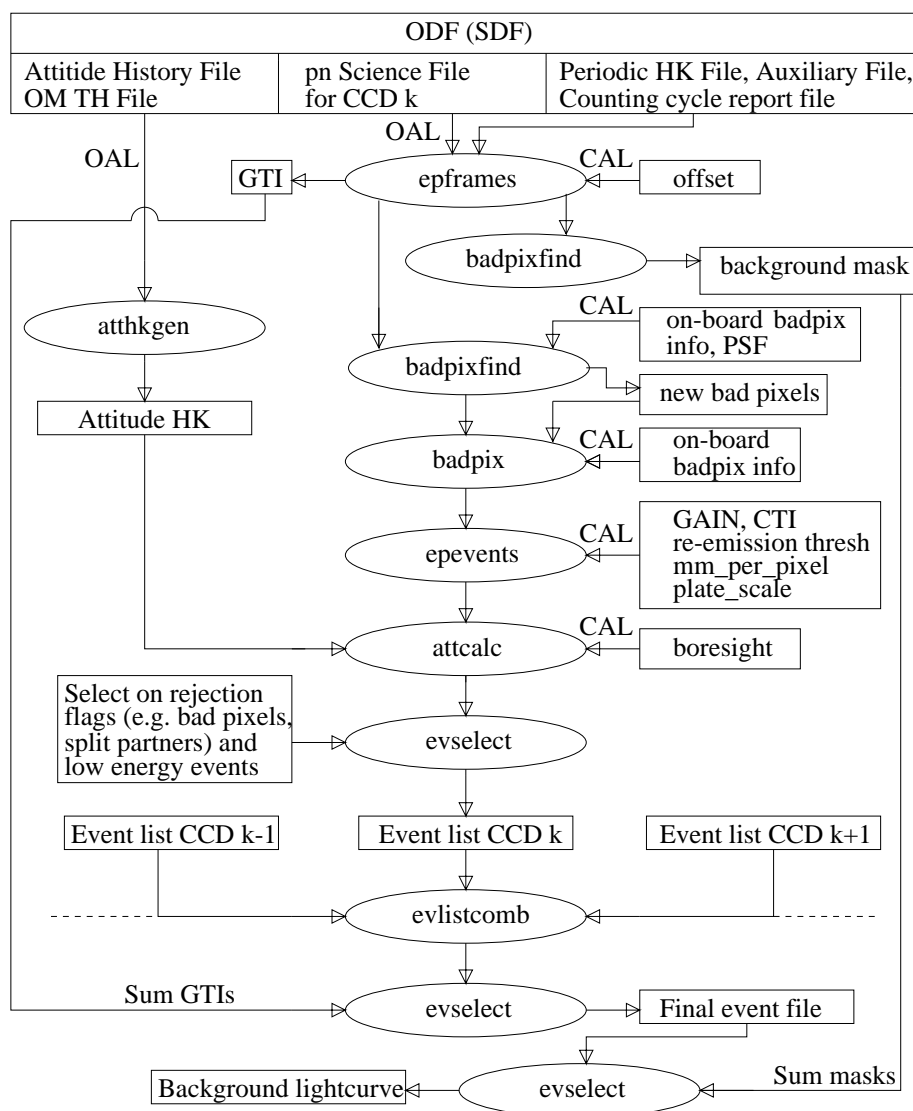 ODF (SDF)
Attitide History File
OM TH File
pn Science File
for CCD k
Periodic HK File, Auxiliary File,
Counting cycle report file
OAL
OAL
GTI
epframes
CAL
offset
badpixfind
background mask
atthkgen
CAL
on-board badpix
info, PSF
badpixfind
new bad pixels
Attitude HK
badpix
CAL
on-board
badpix info
epevents
CAL
GAIN, CTI
re-emission thresh
mm_per_pixel
plate_scale
attcalc
CAL
boresight
Select on rejection
flags (e.g. bad pixels,
split partners) and
low energy events
evselect
Event list CCD k-1
Event list CCD k
Event list CCD k+1
evlistcomb
Sum GTIs
evselect
Final event file
Background lightcurve
evselect
Sum masks